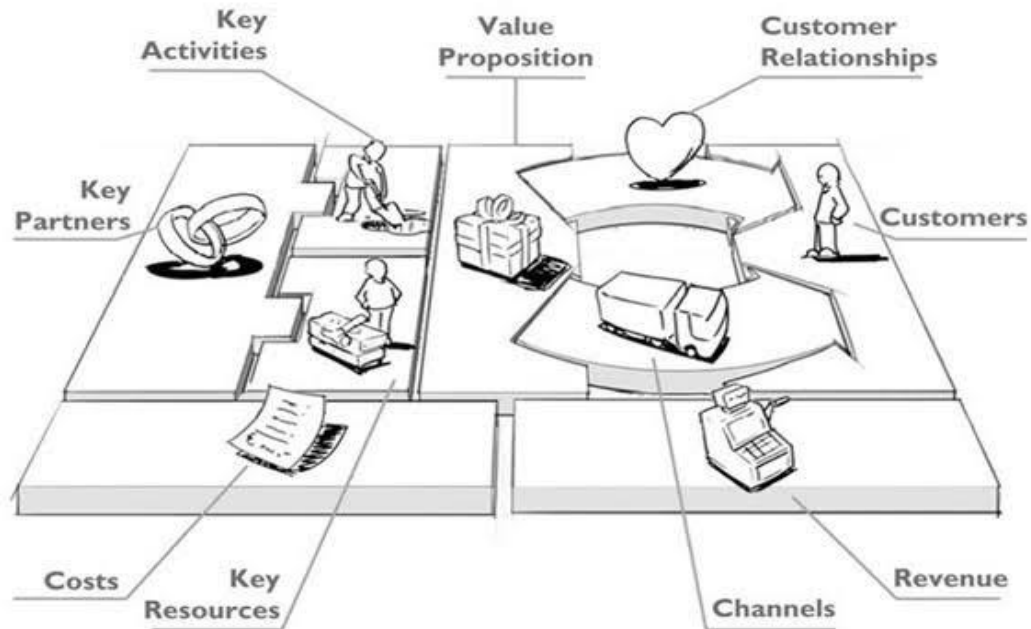 Key
Activities
Value
Proposition
Customer
Relationships
Key
Partners
Customers
Costs
Key
Resources
Channels
Revenue